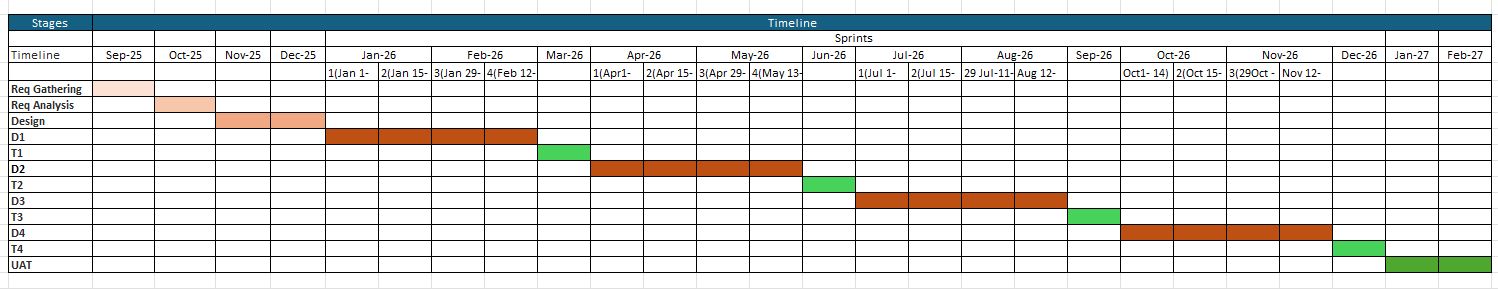 Stages Timeline
Sprints
Timeline Sep-25 Oct-25 Nov-25 Dec-25 Jan-26 Feb-26 Mar-26 Apr-26 May-26 Jun-26 Jul-26 Aug-26 Sep-26 Oct-26 Nov-26 Dec-26 Jan-27 Feb-27
1(Jan 1- 2(Jan 15- 3(Jan 29- 4(Feb 12- 1(Apr1- 2(Apr 15- 3(Apr 29- 4(May 13- 1(Jul 1- 2(Jul 15- 29 Jul-11- Aug 12- Oct1- 14) 2(Oct 15- 3(29Oct - Nov 12-
Req Gathering
Req Analysis
Design
D1
T1
D2
T2
D3
T3
D4
T4
UAT